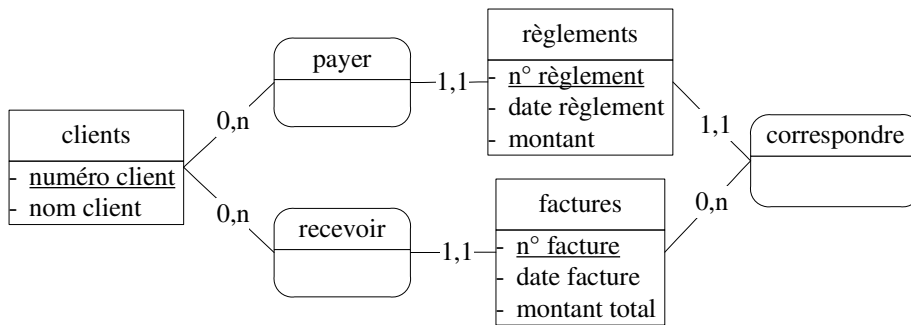 règlements
- n° règlement
- date règlement
- montant
payer
1,1
0,n
clients
- numéro client
- nom client
1,1
correspondre
0,n
recevoir
1,1
0,n
factures
- n° facture
- date facture
- montant total